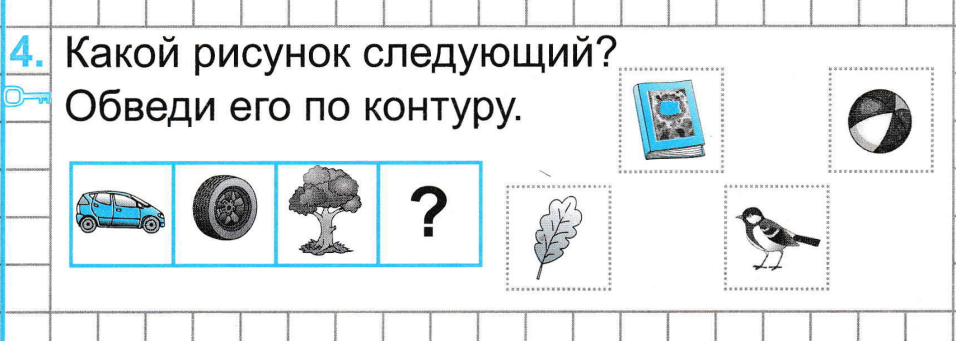 4. Какой рисунок следующий?
Обведи его по контуру.
?